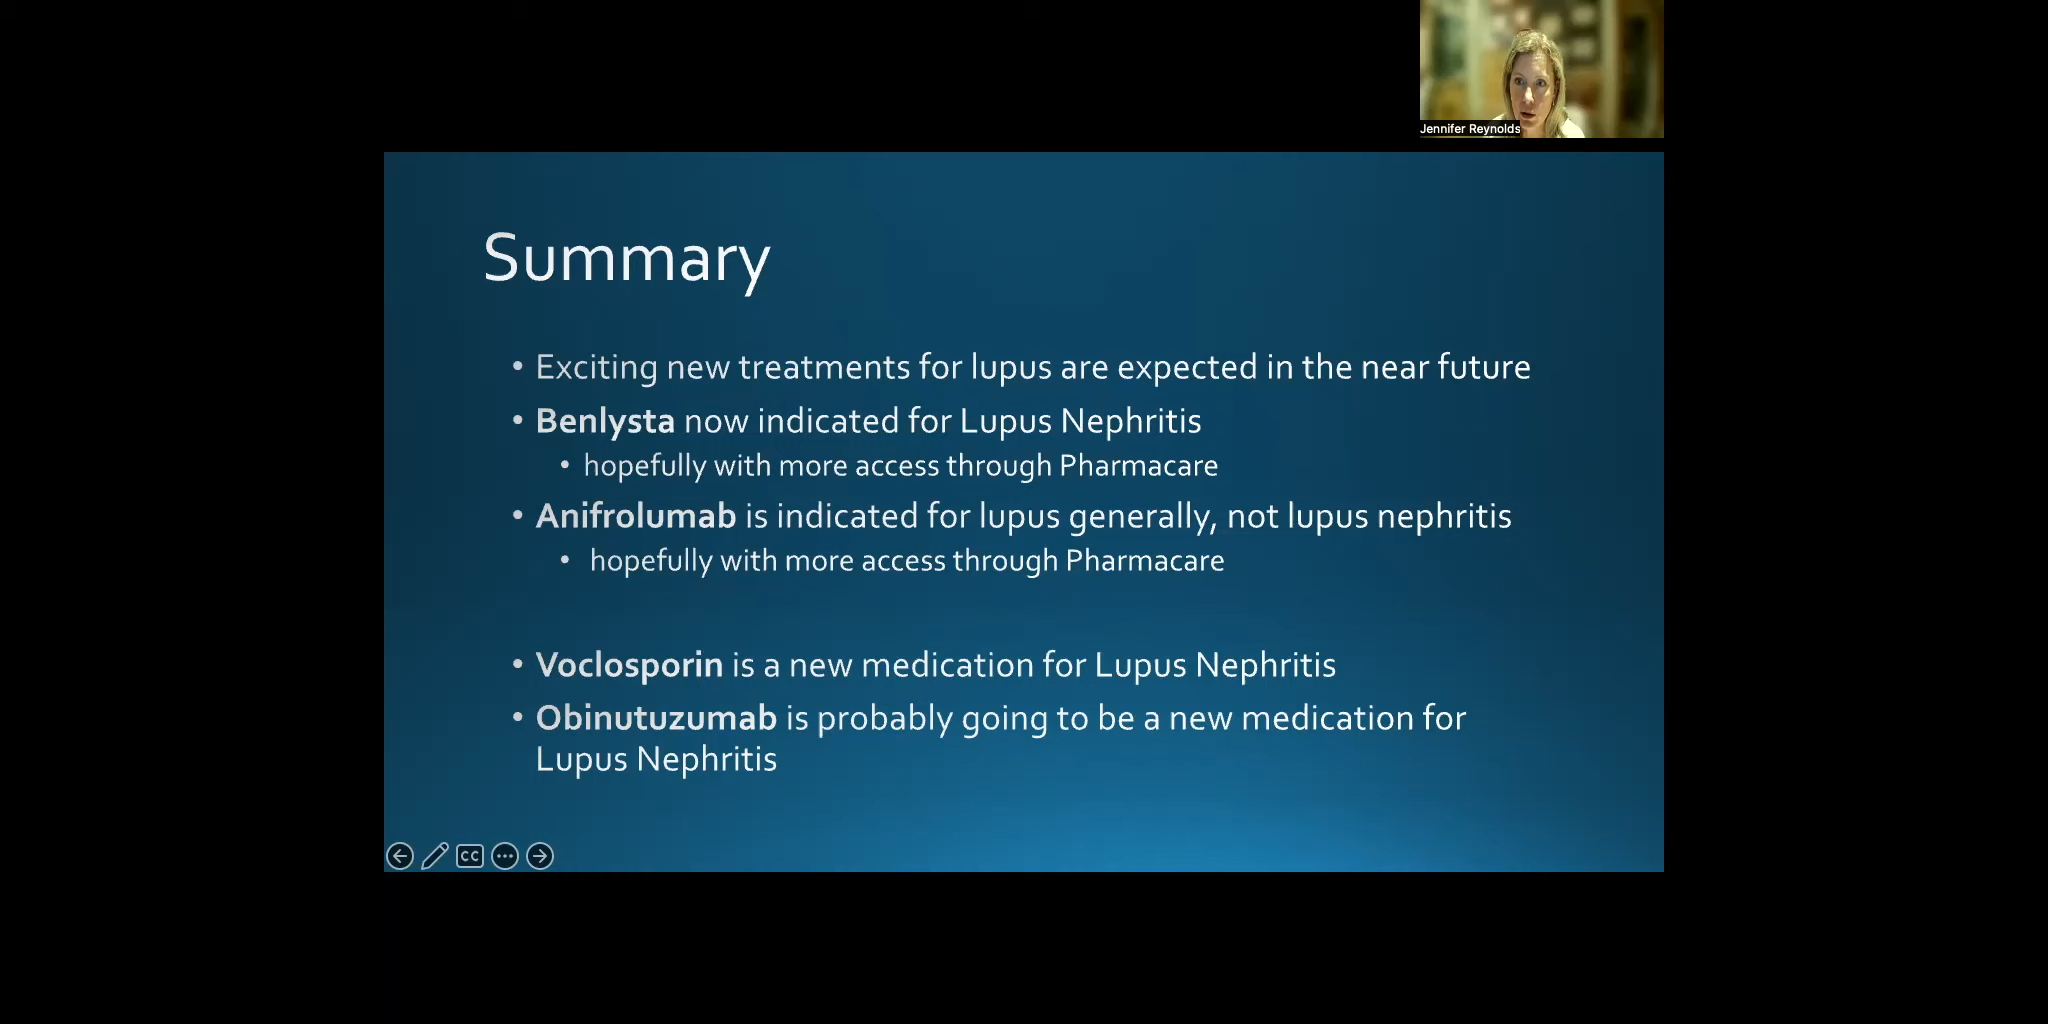 Jennifer Reynolds
Summary
• Exciting new treatments for lupus are expected in the near future
• Benlysta now indicated for Lupus Nephritis
• hopefully with more access through Pharmacare
• Anifrolumab is indicated for lupus generally, not lupus nephritis
• hopefully with more access through Pharmacare
• Voclosporin is a new medication for Lupus Nephritis
• Obinutuzumab is probably going to be a new medication for
Lupus Nephritis
CC